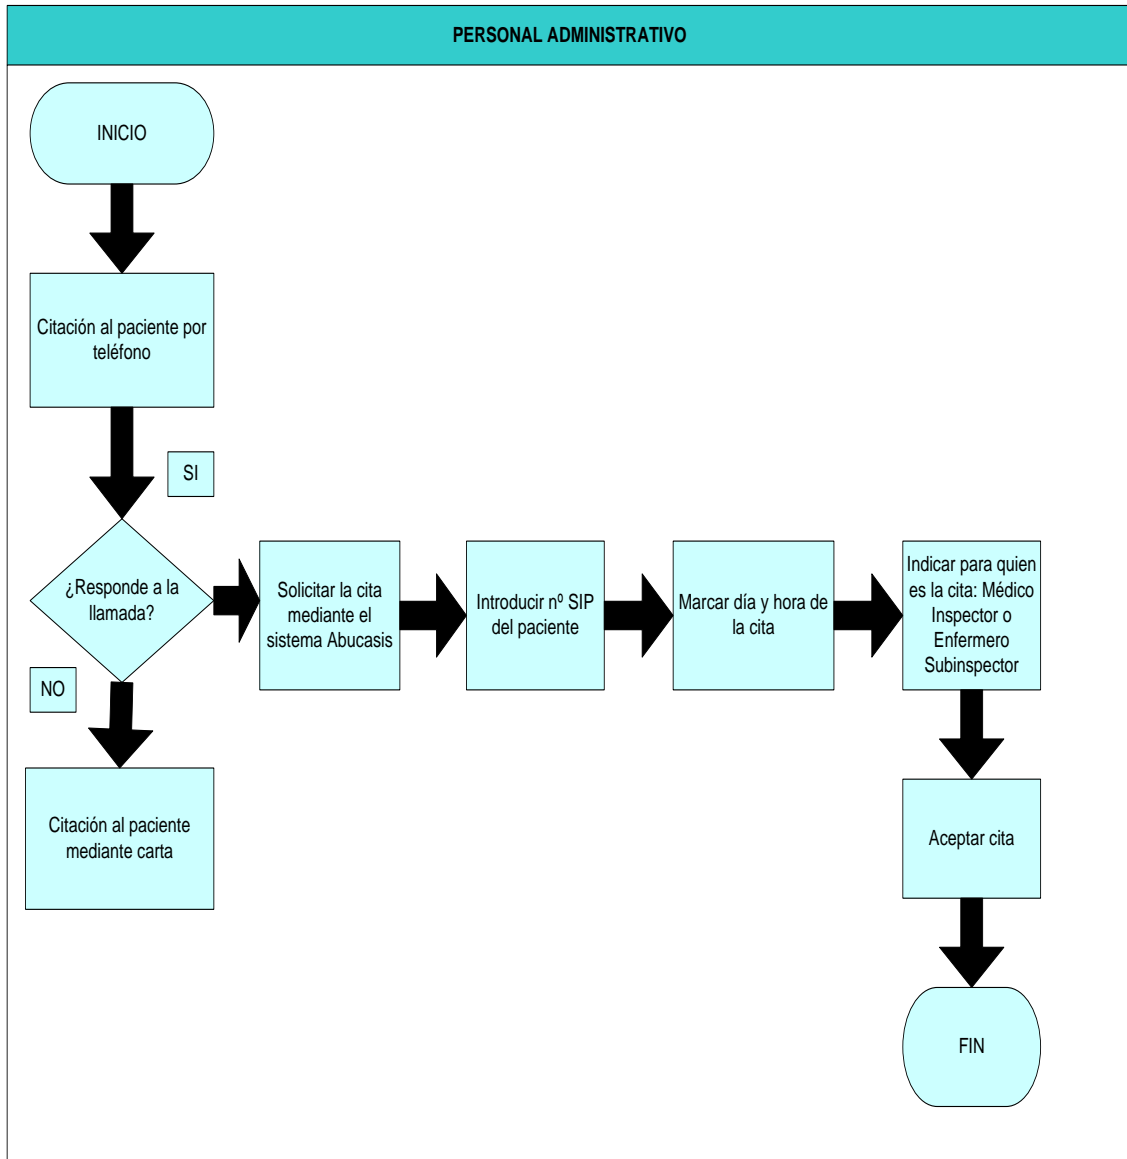 PERSONAL ADMINISTRATIVO
INICIO
Citación al paciente por
teléfono
SI
¿Responde a la
llamada?
Solicitar la cita
mediante el
sistema Abucasis
Introducir nº SIP
del paciente
Marcar día y hora de
la cita
Indicar para quien
es la cita: Médico
Inspector o
Enfermero
Subinspector
NO
Citación al paciente
mediante carta
Aceptar cita
FIN